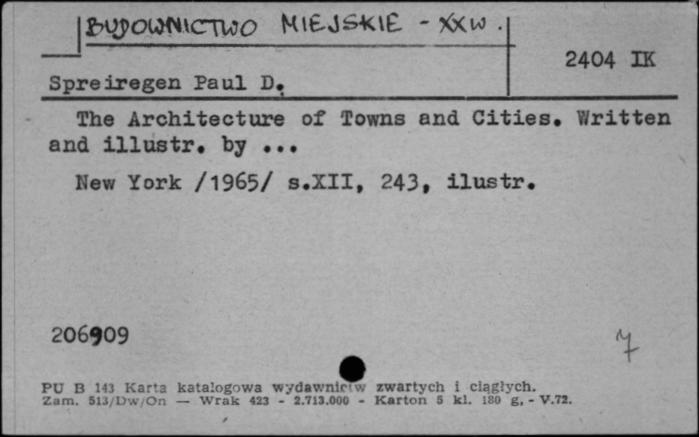 BUDOWNICTWO MIEJSKIE - XXW.
2404 IK
Spreiregen Paul D.
The Architecture of Towns and Cities. Written
and illustr. by ...
New York /1965/ s.XII, 243, ilustr.
206909
7
PU B 143 Karta katalogowa wydawnictw zwartych i ciągłych.
Zam. 513/Dw/On — Wrak 423 - 2.713.000 - Karton 5 kl. 180 g, - V.72.